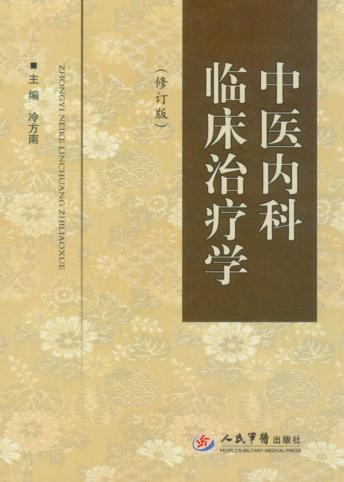 中医内科
临床治疗学
(修订版)
ZHONGYI NEIKE LINCHUANG ZHILIAOXUE
■ 主编 冷方南
人民军医出版社
PEOPLE'S MILITARY MEDICAL PRESS